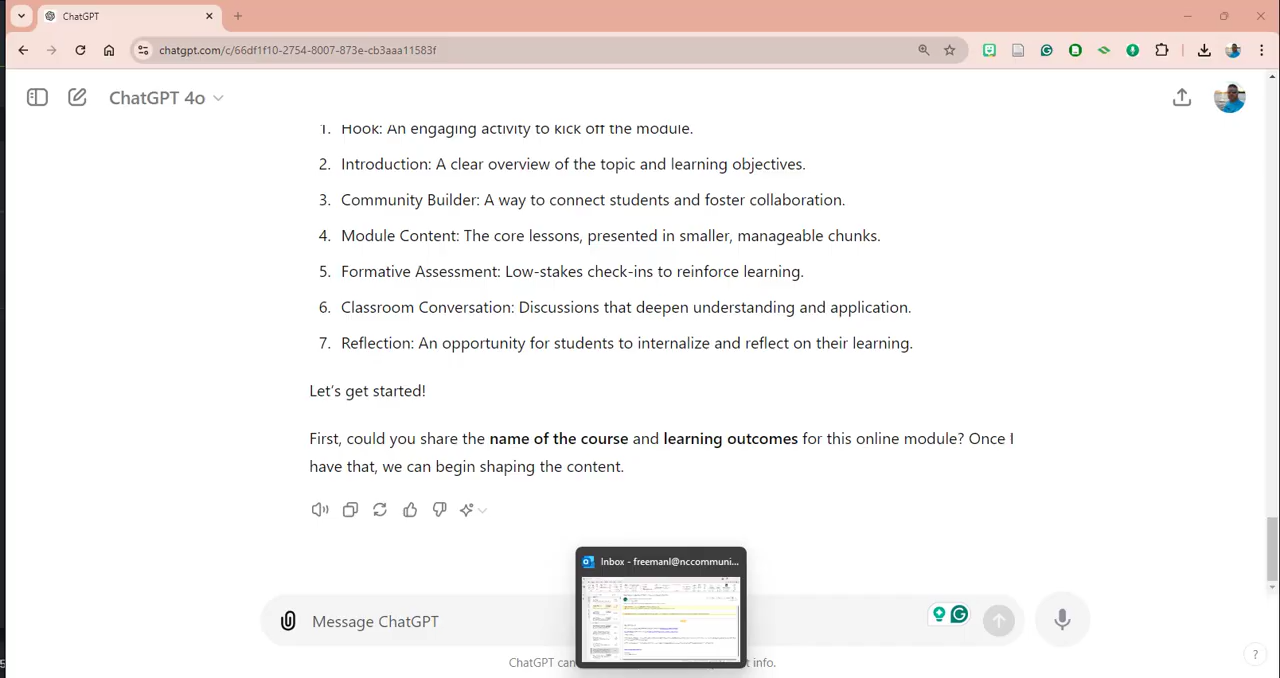 ChatGPT
chatgpt.com/c/66df1f10-2754-8007-873e-cb3aaa11583f
ChatGPT 4o
1. Hook: An engaging activity to kick off the module.
2. Introduction: A clear overview of the topic and learning objectives.
3. Community Builder: A way to connect students and foster collaboration.
4. Module Content: The core lessons, presented in smaller, manageable chunks.
5. Formative Assessment: Low-stakes check-ins to reinforce learning.
6. Classroom Conversation: Discussions that deepen understanding and application.
7. Reflection: An opportunity for students to internalize and reflect on their learning.
Let's get started!
First, could you share the name of the course and learning outcomes for this online module? Once I
have that, we can begin shaping the content.
Inbox - freemanl@nccommuni...
Message ChatGPT
ChatGPT can
t info.
?